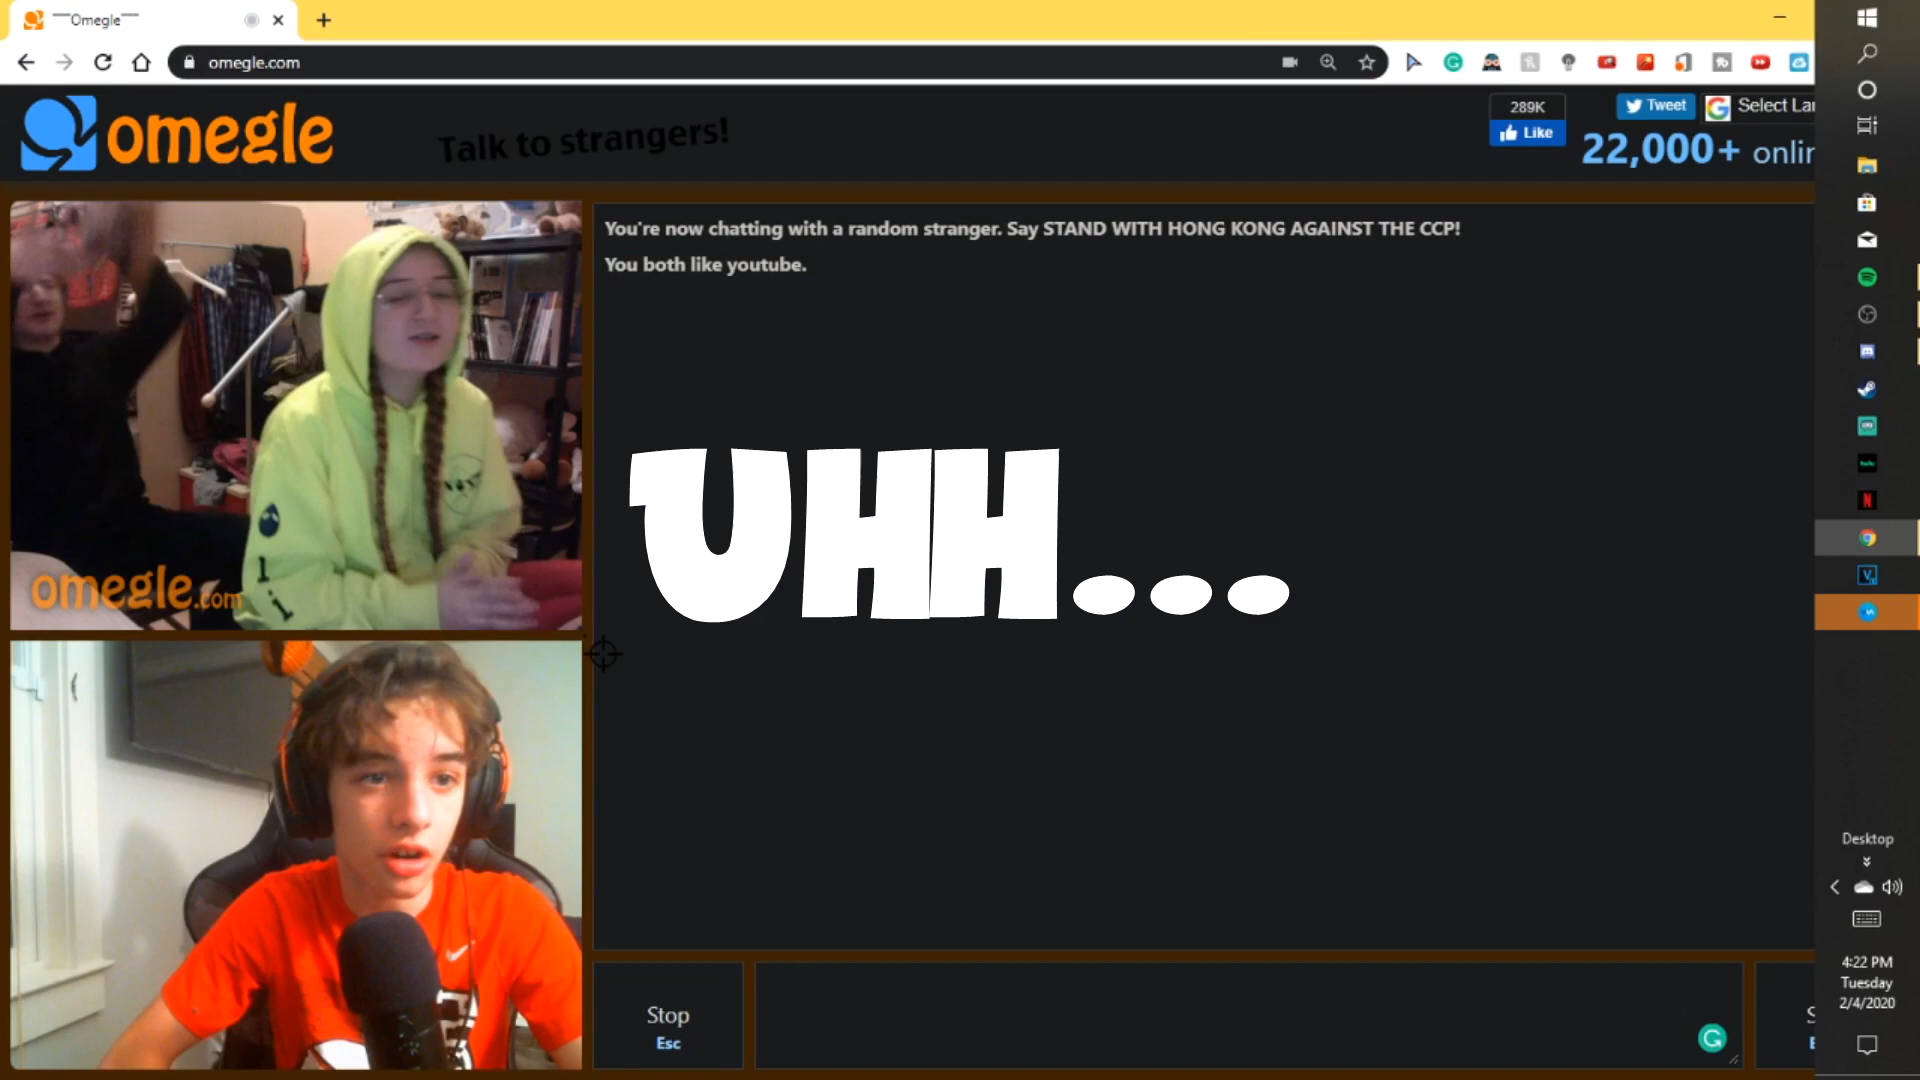 Omegle
omegle.com
omegle
Talk to strangers!
289K
Like
Tweet
Select
22,000+
You're now chatting with a random stranger. Say STAND WITH HONG KONG AGAINST THE CCP!
You both like youtube.
UHH...
omegle.com
Stop
Esc
Desktop
4:22 PM
Tuesday
2/4/2020